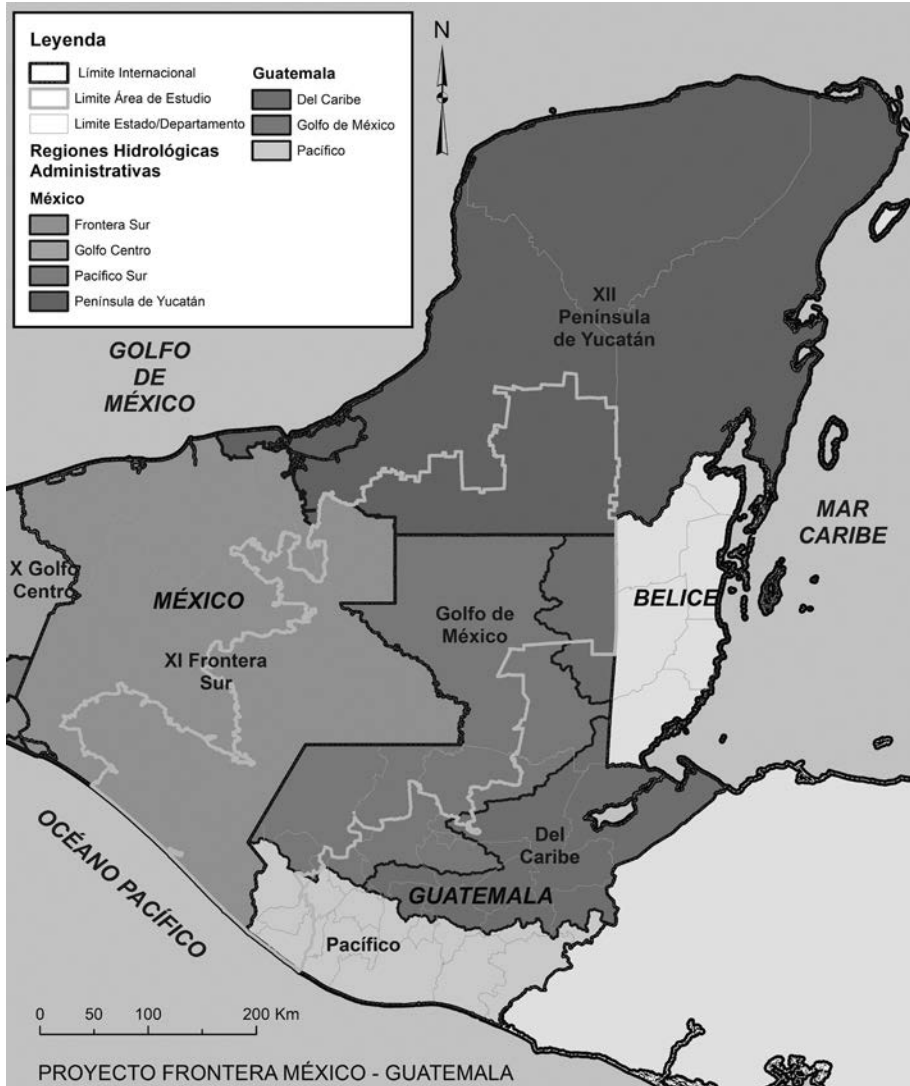 Leyenda
Límite Internacional
Limite Área de Estudio
Limite Estado/Departamento
Regiones Hidrológicas
Administrativas
México
Frontera Sur
Golfo Centro
Pacífico Sur
Península de Yucatán
Guatemala
Del Caribe
Golfo de México
Pacífico
N
XII
Península
de Yucatán
GOLFO
DE
MÉXICO
MAR
CARIBE
X Golfo
Centro
MÉXICO
Golfo de
México
BELICE
XI Frontera
Sur
OCÉANO PACÍFICO
Del
Caribe
GUATEMALA
Pacífico
0 50 100 200 Km
PROYECTO FRONTERA MÉXICO - GUATEMALA